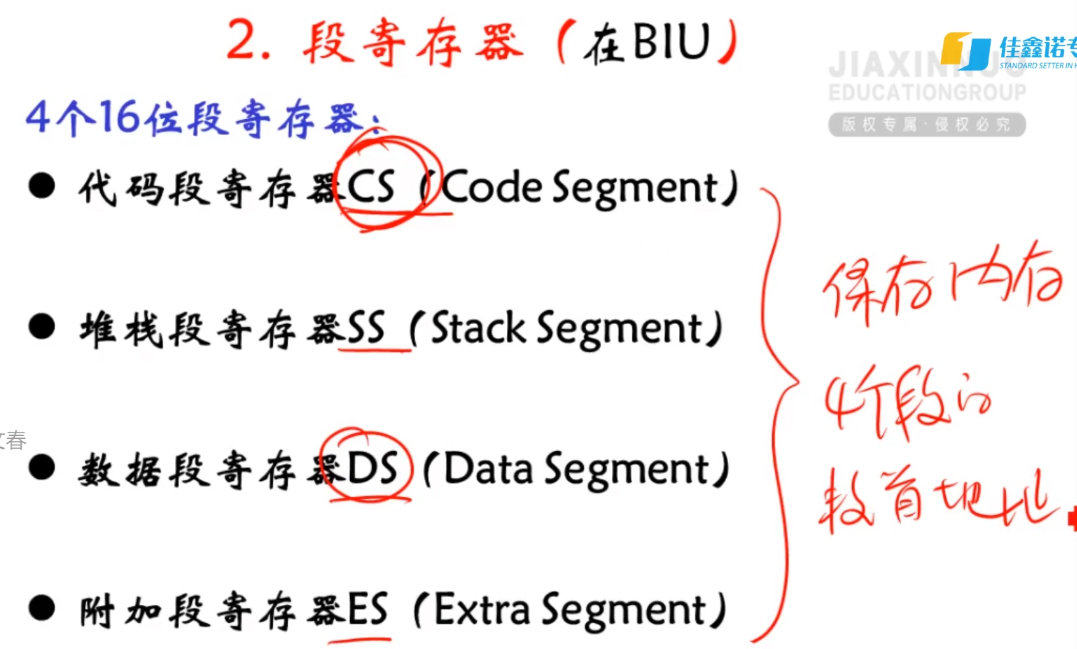 2. 段寄存器（在BIU）
佳鑫诺专
STANDARD SETTER IN
JIAXINNUO
EDUCATIONGROUP
版权专属·侵权必究
4个16位段寄存器：
● 代码段寄存器CS（Code Segment）
● 堆栈段寄存器SS（Stack Segment）
● 数据段寄存器DS（Data Segment）
● 附加段寄存器ES（Extra Segment）
保存内存
4个段的
段首地址
春